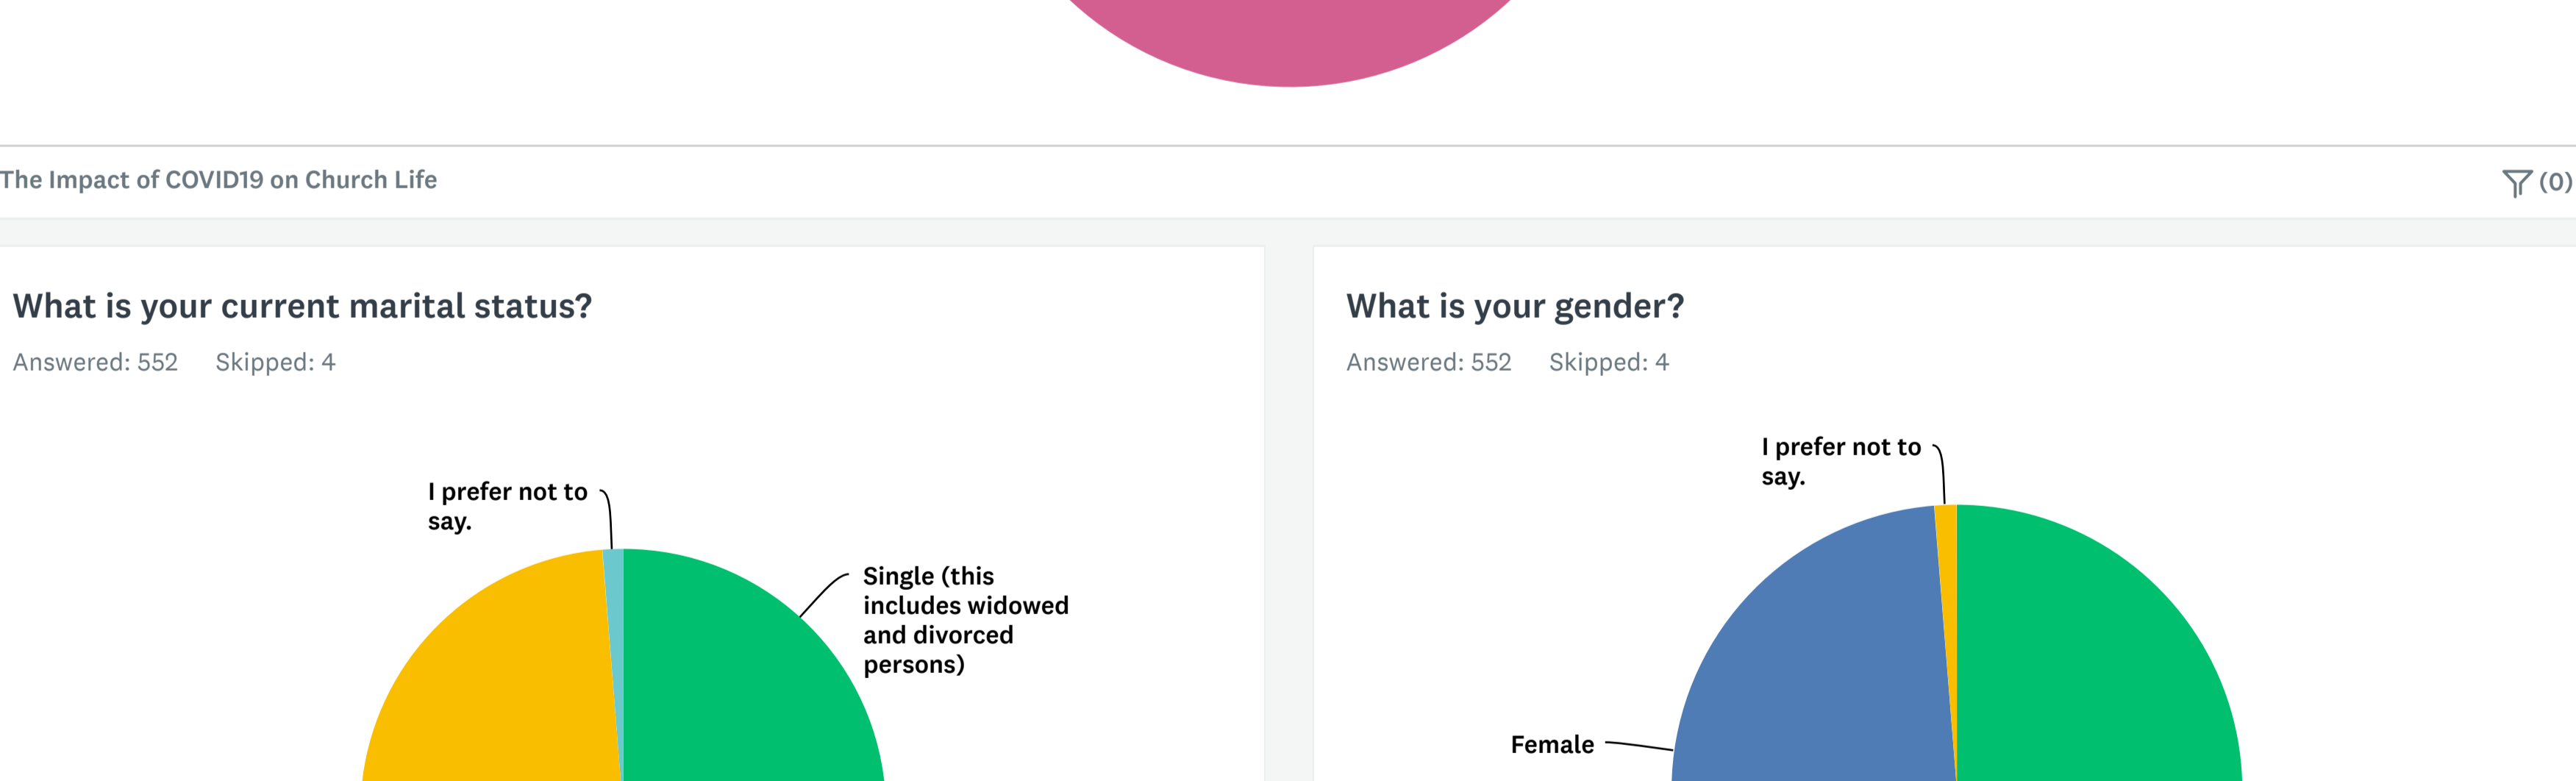 The Impact of COVID19 on Church Life
(0)
What is your current marital status?
Answered: 552 Skipped: 4
I prefer not to
say.
Single (this
includes widowed
and divorced
persons)
What is your gender?
Answered: 552 Skipped: 4
I prefer not to
say.
Female